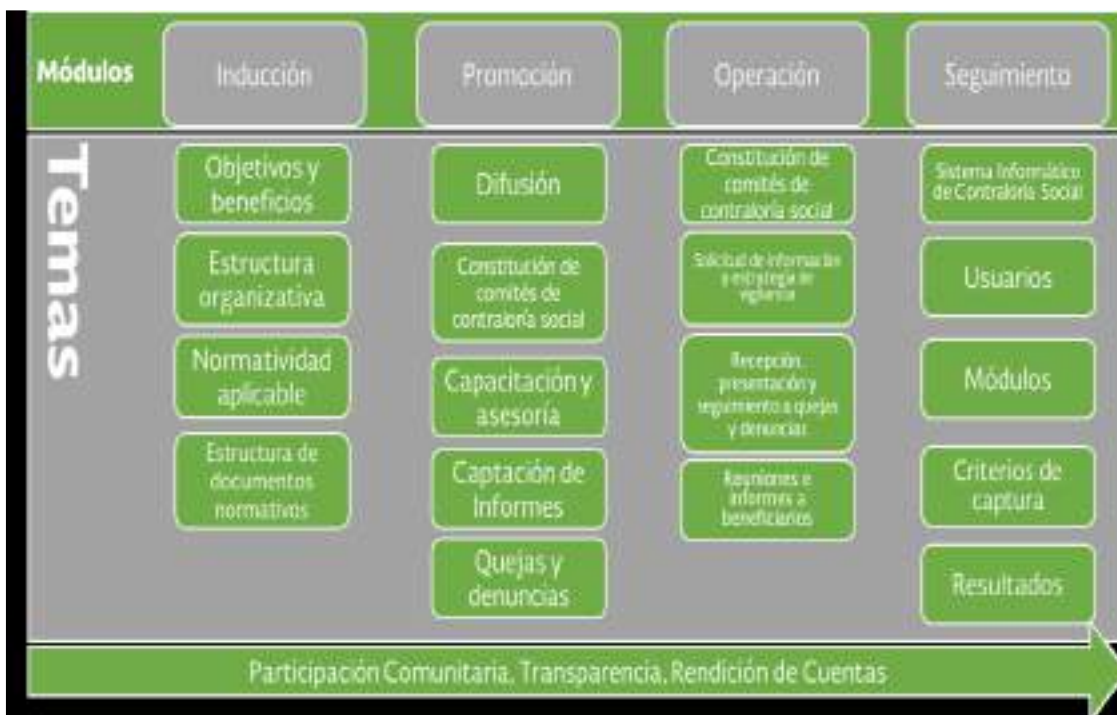 Módulos
Inducción
Promoción
Operación
Seguimiento
Temas
Objetivos y
beneficios
Estructura
organizativa
Normatividad
aplicable
Estructura de
documentos
normativos
Difusión
Constitución de
comités de
contraloría social
Capacitación y
asesoría
Captación de
Informes
Quejas y
denuncias
Constitución de
comités de
contraloría social
Solicitud de información
y estrategia de
vigilancia
Recepción,
presentación y
seguimiento a quejas
y denuncias
Reuniones e
informes a
beneficiarios
Sistema Informático
de Contraloría Social
Usuarios
Módulos
Criterios de
captura
Resultados
Participación Comunitaria, Transparencia, Rendición de Cuentas